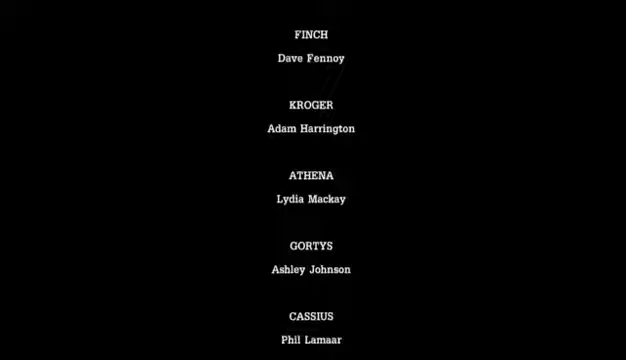 FINCH
Dave Fennoy
KROGER
Adam Harrington
ATHENA
Lydia Mackay
GORTYS
Ashley Johnson
CASSIUS
Phil Lamaar